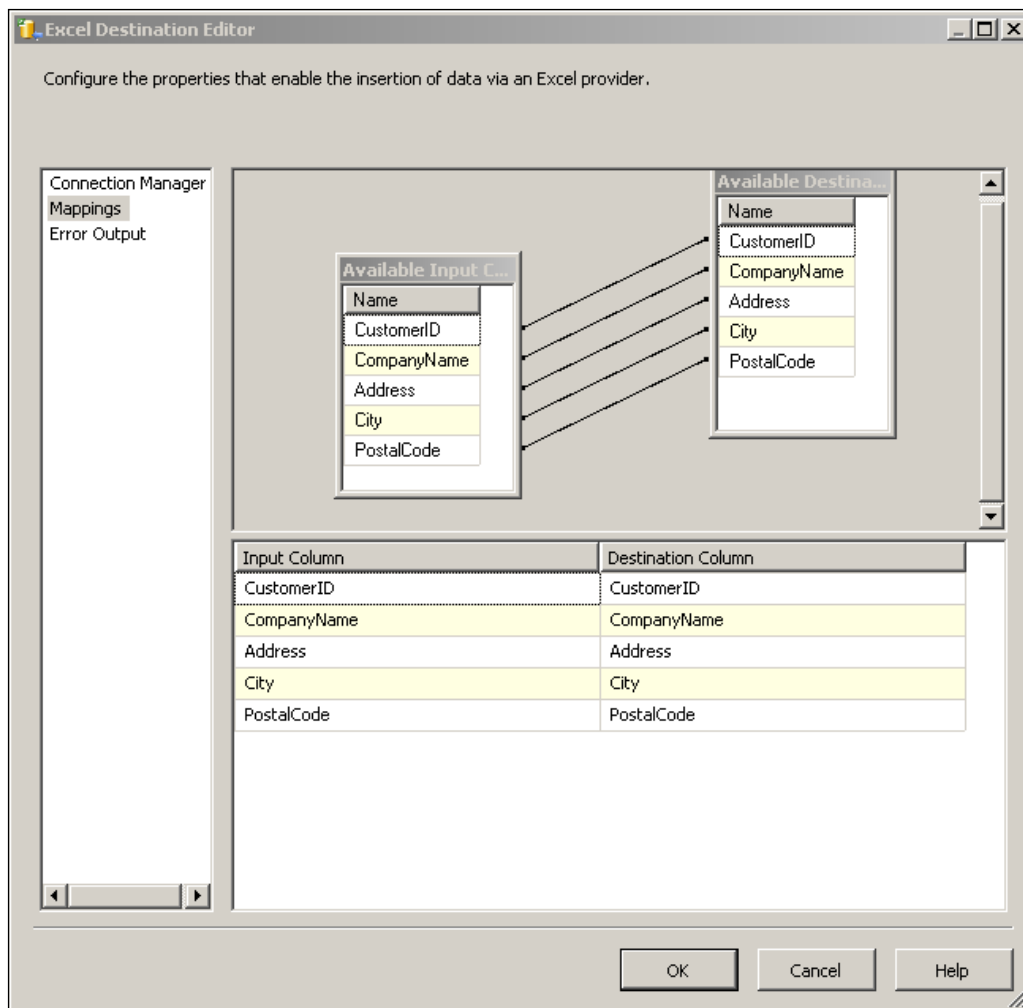 Excel Destination Editor
Configure the properties that enable the insertion of data via an Excel provider.
Connection Manager
Mappings
Error Output
Available Input C...
Name
CustomerID
CompanyName
Address
City
PostalCode
Available Destina...
Name
CustomerID
CompanyName
Address
City
PostalCode
Input Column Destination Column
CustomerID CustomerID
CompanyName CompanyName
Address Address
City City
PostalCode PostalCode
OK Cancel Help